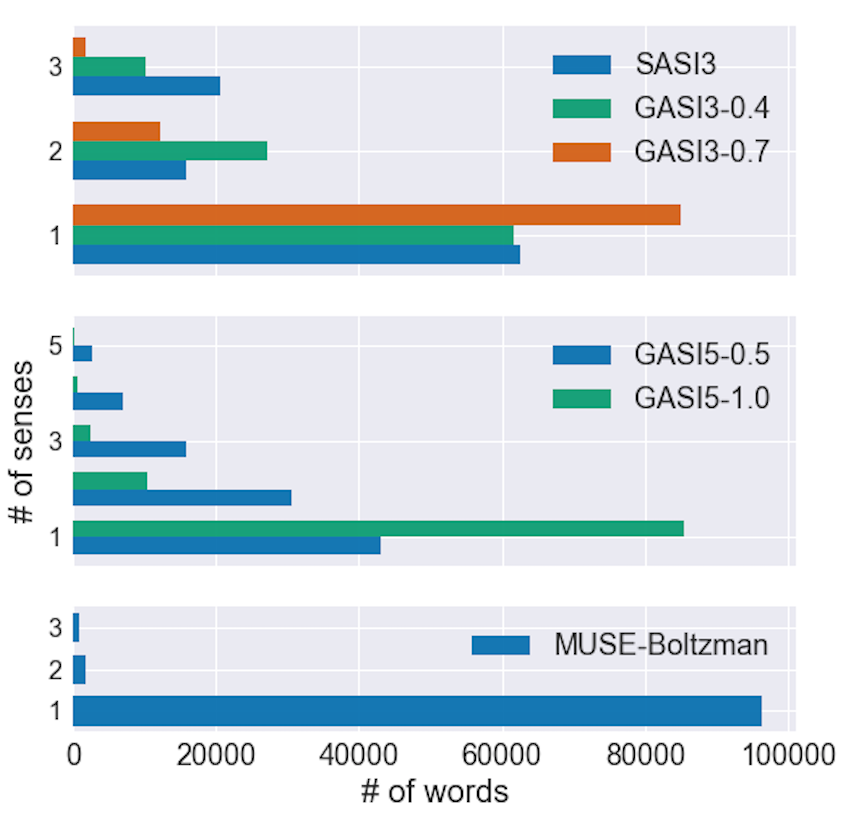 3
2
1
SASI3
GASI3-0.4
GASI3-0.7
# of senses
5
3
1
GASI5-0.5
GASI5-1.0
3
2
1
MUSE-Boltzman
0 20000 40000 60000 80000 100000
# of words